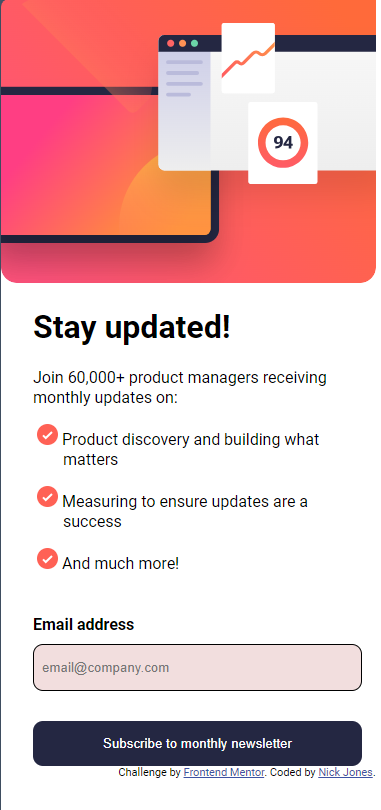 94
Stay updated!
Join 60,000+ product managers receiving
monthly updates on:
Product discovery and building what
matters
Measuring to ensure updates are a
success
And much more!
Email address
email@company.com
Subscribe to monthly newsletter
Challenge by Frontend Mentor. Coded by Nick Jones.